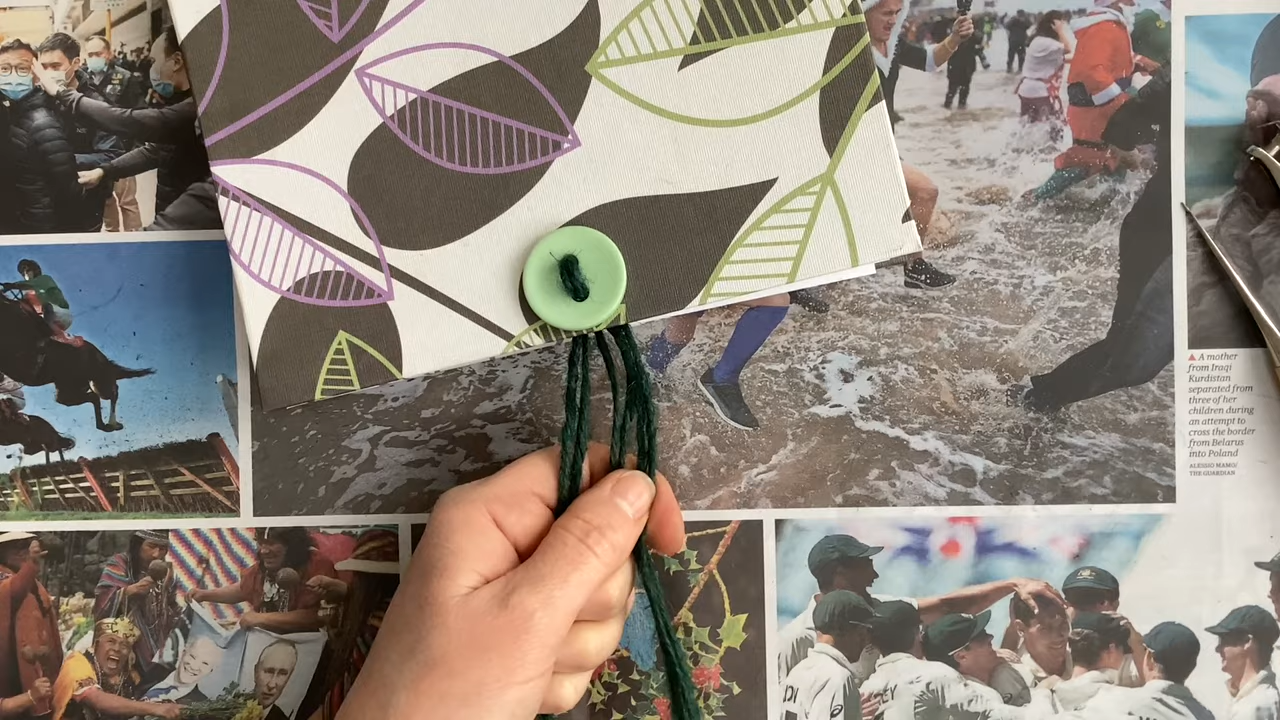 ▲ A mother
from Iraqi
Kurdistan
separated from
three of her
children during
an attempt to
cross the border
from Belarus
into Poland
ALESSIO MAMO/
THE GUARDIAN